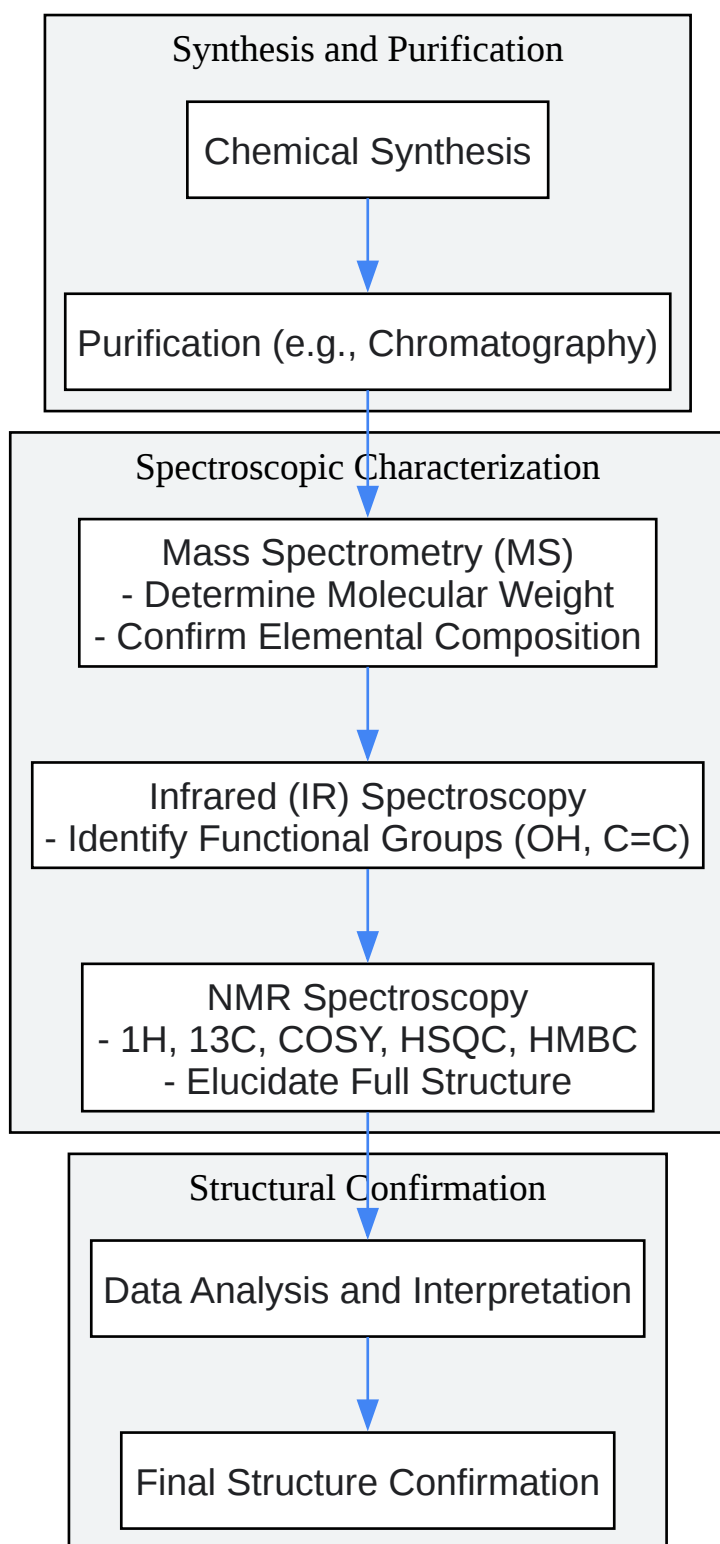 Synthesis and Purification
Chemical Synthesis
Purification (e.g., Chromatography)
Spectroscopic Characterization
Mass Spectrometry (MS)
- Determine Molecular Weight
- Confirm Elemental Composition
Infrared (IR) Spectroscopy
- Identify Functional Groups (OH, C=C)
NMR Spectroscopy
- 1H, 13C, COSY, HSQC, HMBC
- Elucidate Full Structure
Structural Confirmation
Data Analysis and Interpretation
Final Structure Confirmation